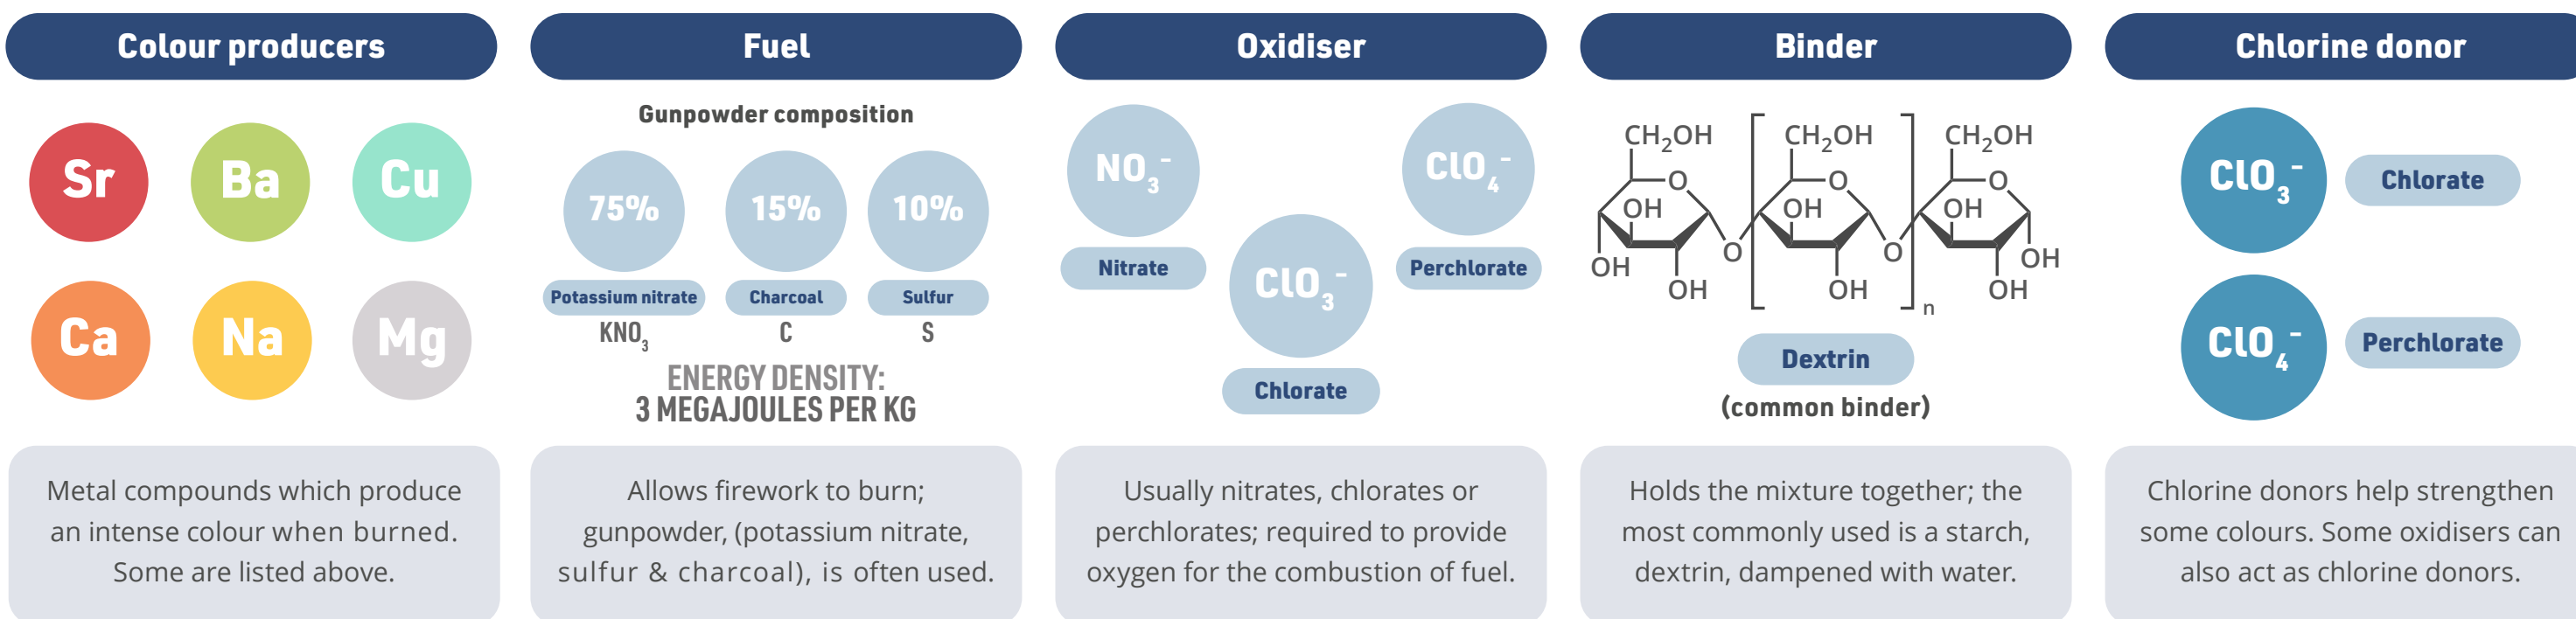 Colour producers
Sr Ba Cu
Ca Na Mg
Metal compounds which produce
an intense colour when burned.
Some are listed above.
Fuel
Gunpowder composition
75% 15% 10%
Potassium nitrate Charcoal Sulfur
KNO₃ C S
ENERGY DENSITY:
3 MEGAJOULES PER KG
Allows firework to burn;
gunpowder, (potassium nitrate,
sulfur & charcoal), is often used.
Oxidiser
NO₃⁻
Nitrate
ClO₃⁻
Chlorate
ClO₄⁻
Perchlorate
Usually nitrates, chlorates or
perchlorates; required to provide
oxygen for the combustion of fuel.
Binder
CH₂OH CH₂OH CH₂OH
O O O
OH OH OH
O O
OH OH
OH OH OH
n
Dextrin
(common binder)
Holds the mixture together; the
most commonly used is a starch,
dextrin, dampened with water.
Chlorine donor
ClO₃⁻ Chlorate
ClO₄⁻ Perchlorate
Chlorine donors help strengthen
some colours. Some oxidisers can
also act as chlorine donors.